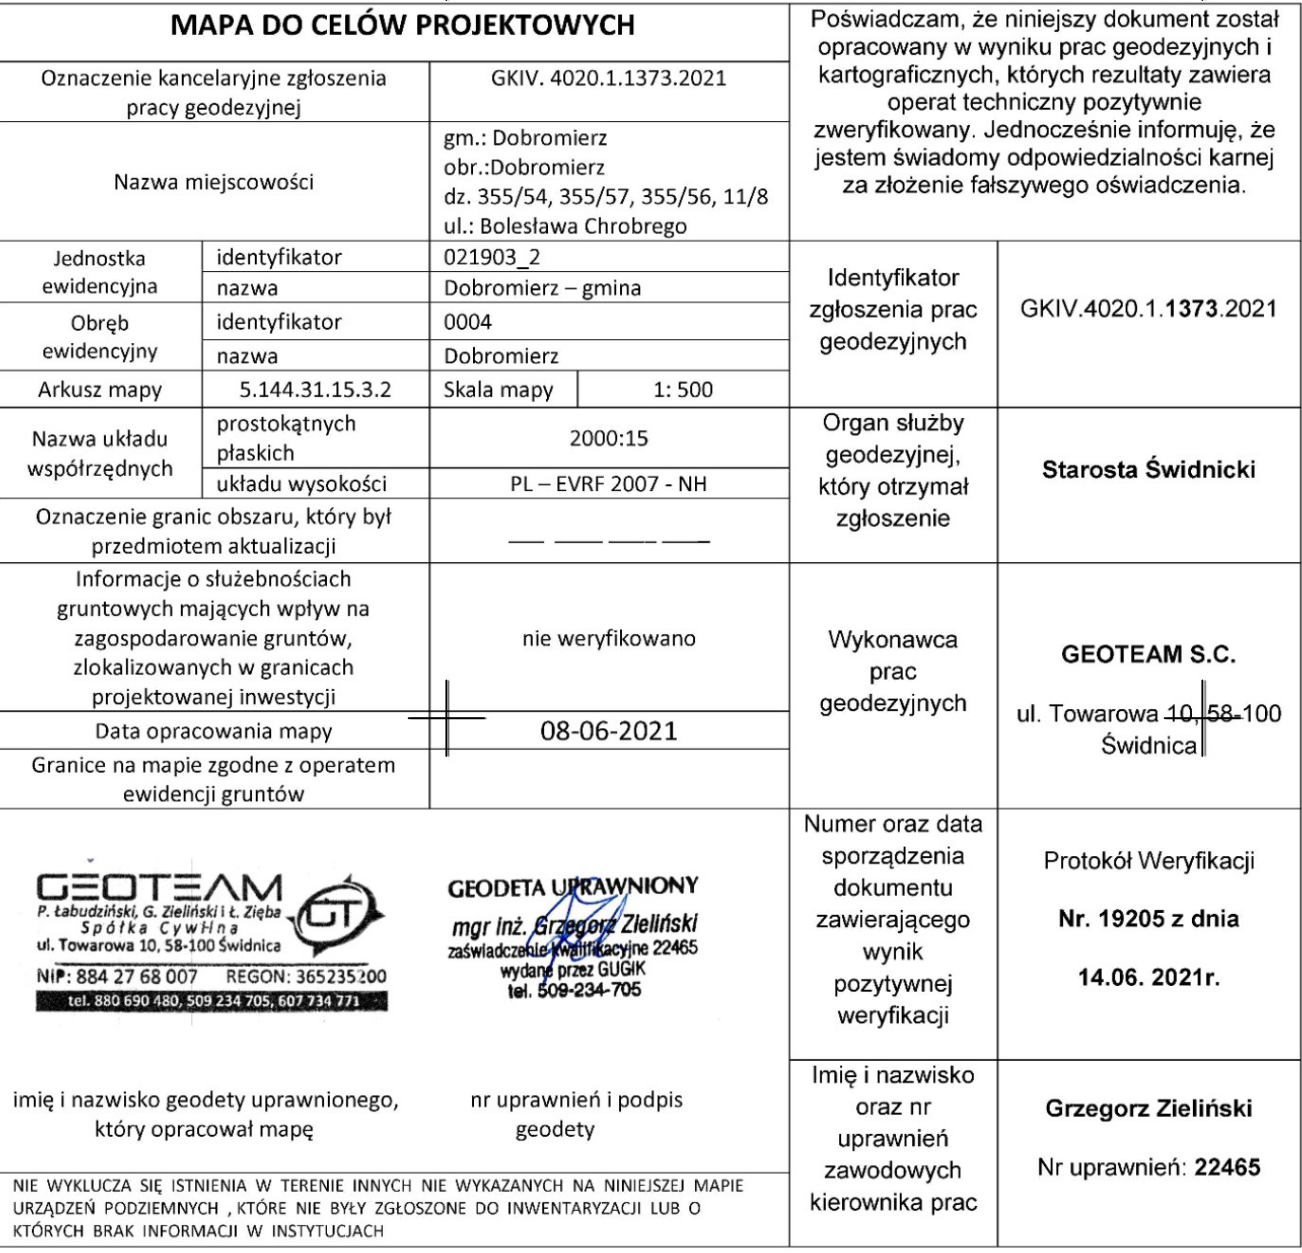 MAPA DO CELÓW PROJEKTOWYCH
Oznaczenie kancelaryjne zgłoszenia
pracy geodezyjnej
GKIV. 4020.1.1373.2021
Nazwa miejscowości
gm.: Dobromierz
obr.:Dobromierz
dz. 355/54, 355/57, 355/56, 11/8
ul.: Bolesława Chrobrego
Jednostka
ewidencyjna
identyfikator
021903_2
nazwa
Dobromierz – gmina
Obręb
ewidencyjny
identyfikator
0004
nazwa
Dobromierz
Arkusz mapy
5.144.31.15.3.2
Skala mapy
1: 500
Nazwa układu
współrzędnych
prostokątnych
płaskich
2000:15
układu wysokości
PL – EVRF 2007 - NH
Oznaczenie granic obszaru, który był
przedmiotem aktualizacji
Informacje o służebnościach
gruntowych mających wpływ na
zagospodarowanie gruntów,
zlokalizowanych w granicach
projektowanej inwestycji
nie weryfikowano
Data opracowania mapy
08-06-2021
Granice na mapie zgodne z operatem
ewidencji gruntów
GEOTEAM
P. Łabudziński, G. Zieliński i Ł. Zięba
Spółka Cywilna
ul. Towarowa 10, 58-100 Świdnica
GT
NIP: 884 27 68 007 REGON: 365235200
tel. 880 690 480, 509 234 705, 607 734 771
GEODETA UPRAWNIONY
mgr inż. Grzegorz Zieliński
zaświadczenie kwalifikacyjne 22465
wydane przez GUGIK
tel. 509-234-705
imię i nazwisko geodety uprawnionego,
który opracował mapę
nr uprawnień i podpis
geodety
NIE WYKLUCZA SIĘ ISTNIENIA W TERENIE INNYCH NIE WYKAZANYCH NA NINIEJSZEJ MAPIE
URZĄDZEŃ PODZIEMNYCH , KTÓRE NIE BYŁY ZGŁOSZONE DO INWENTARYZACJI LUB O
KTÓRYCH BRAK INFORMACJI W INSTYTUCJACH
Poświadczam, że niniejszy dokument został
opracowany w wyniku prac geodezyjnych i
kartograficznych, których rezultaty zawiera
operat techniczny pozytywnie
zweryfikowany. Jednocześnie informuję, że
jestem świadomy odpowiedzialności karnej
za złożenie fałszywego oświadczenia.
Identyfikator
zgłoszenia prac
geodezyjnych
GKIV.4020.1.1373.2021
Organ służby
geodezyjnej,
który otrzymał
zgłoszenie
Starosta Świdnicki
Wykonawca
prac
geodezyjnych
GEOTEAM S.C.
ul. Towarowa 10, 58-100
Świdnica
Numer oraz data
sporządzenia
dokumentu
zawierającego
wynik
pozytywnej
weryfikacji
Protokół Weryfikacji
Nr. 19205 z dnia
14.06. 2021r.
Imię i nazwisko
oraz nr
uprawnień
zawodowych
kierownika prac
Grzegorz Zieliński
Nr uprawnień: 22465